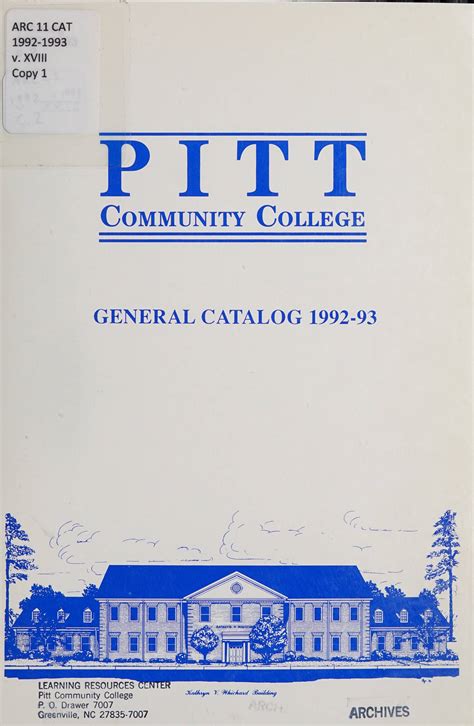 ARC 11 CAT
1992-1993
v. XVIII
Copy 1
PITT
COMMUNITY COLLEGE
GENERAL CATALOG 1992-93
Kathryn V. Whichard Building
LEARNING RESOURCES CENTER
Pitt Community College
P. O. Drawer 7007
Greenville, NC 27835-7007
ARCH
ARCHIVES